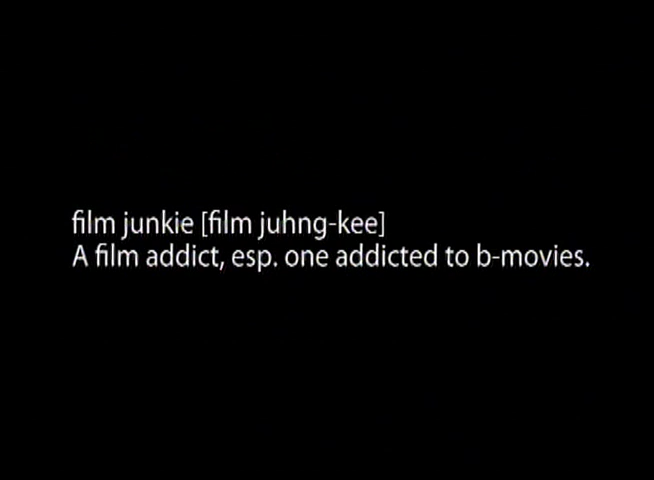 film junkie [film juhng-kee]
A film addict, esp. one addicted to b-movies.